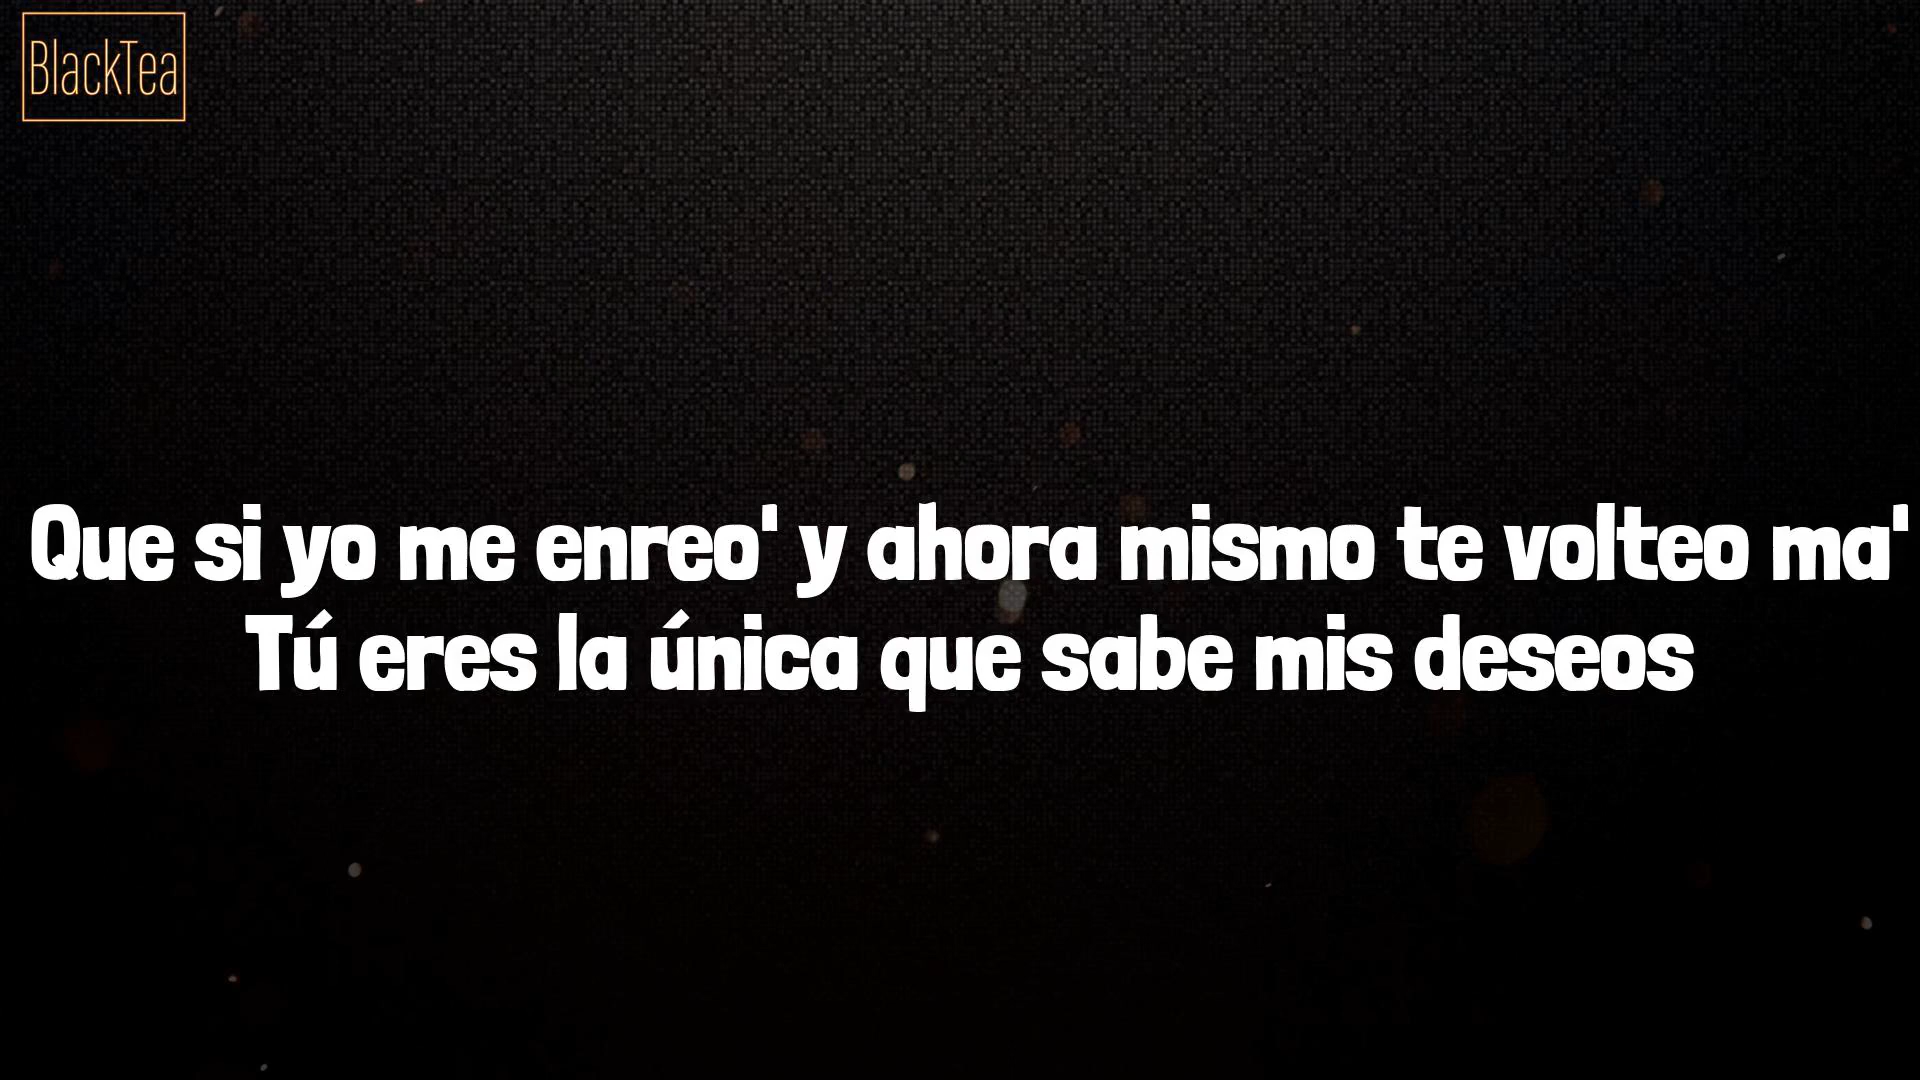 BlackTea
Que si yo me enreo' y ahora mismo te volteo ma'
Tú eres la única que sabe mis deseos